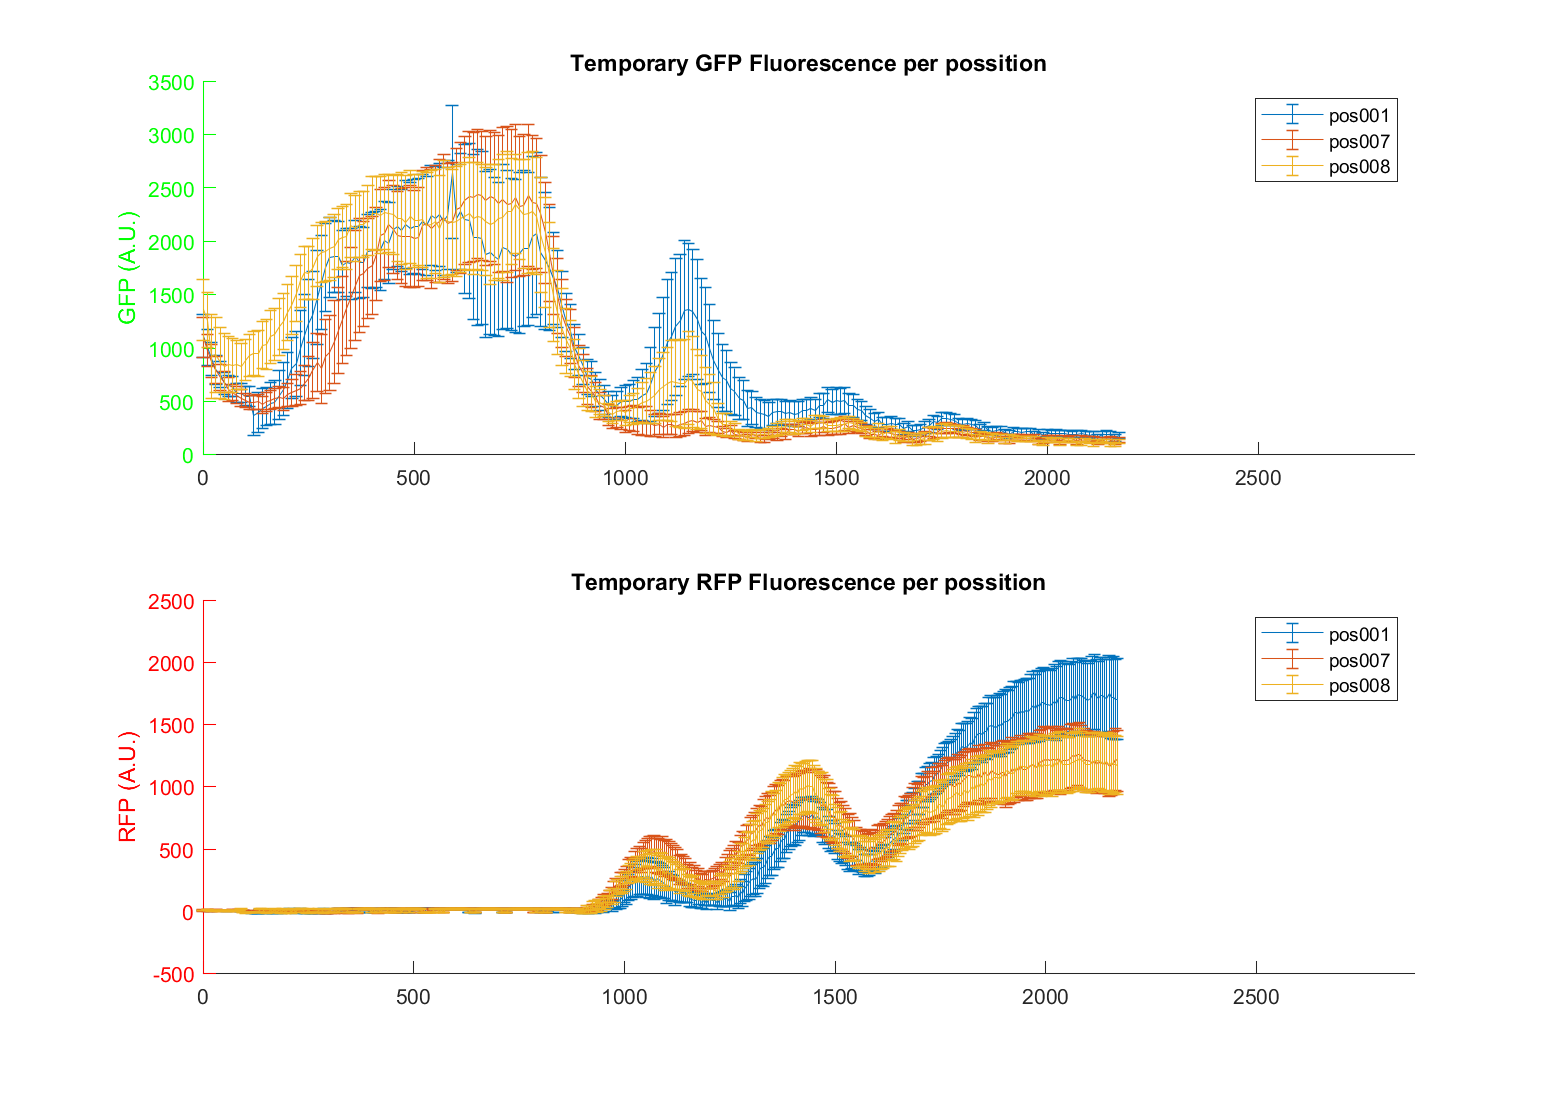 Temporary GFP Fluorescence per possition
GFP (A.U.)
3500
3000
2500
2000
1500
1000
500
0
0 500 1000 1500 2000 2500
pos001
pos007
pos008
Temporary RFP Fluorescence per possition
RFP (A.U.)
2500
2000
1500
1000
500
0
-500
0 500 1000 1500 2000 2500
pos001
pos007
pos008